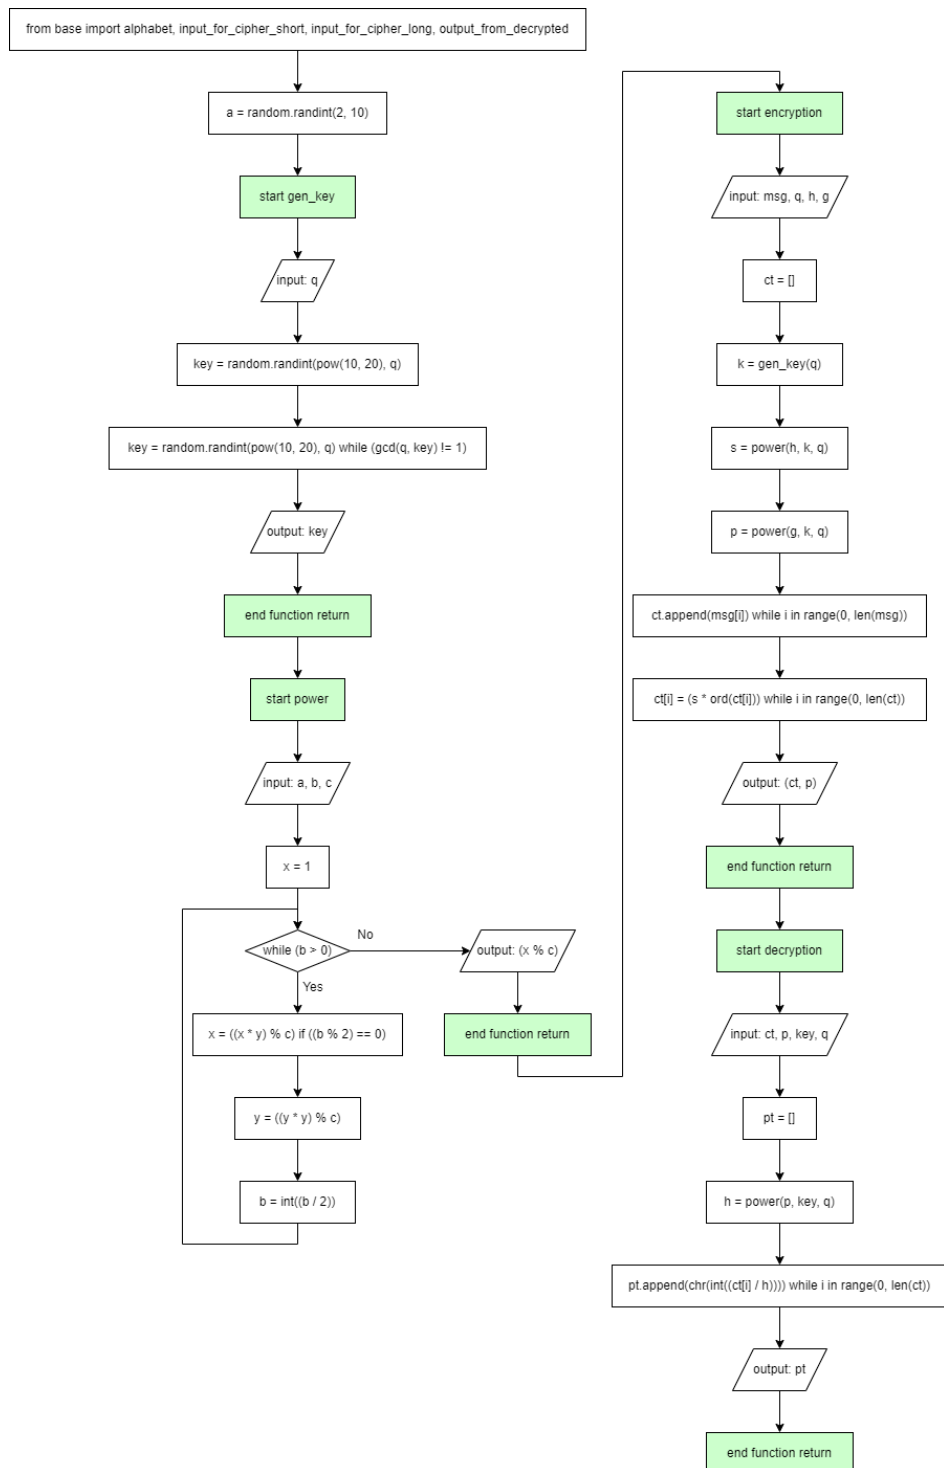 from base import alphabet, input_for_cipher_short, input_for_cipher_long, output_from_decrypted
a = random.randint(2, 10)
start gen_key
input: q
key = random.randint(pow(10, 20), q)
key = random.randint(pow(10, 20), q) while (gcd(q, key) != 1)
output: key
end function return
start power
input: a, b, c
x = 1
while (b > 0)
No
Yes
output: (x % c)
x = ((x * y) % c) if ((b % 2) == 0)
end function return
y = ((y * y) % c)
b = int((b / 2))
start encryption
input: msg, q, h, g
ct = []
k = gen_key(q)
s = power(h, k, q)
p = power(g, k, q)
ct.append(msg[i]) while i in range(0, len(msg))
ct[i] = (s * ord(ct[i])) while i in range(0, len(ct))
output: (ct, p)
end function return
start decryption
input: ct, p, key, q
pt = []
h = power(p, key, q)
pt.append(chr(int((ct[i] / h)))) while i in range(0, len(ct))
output: pt
end function return